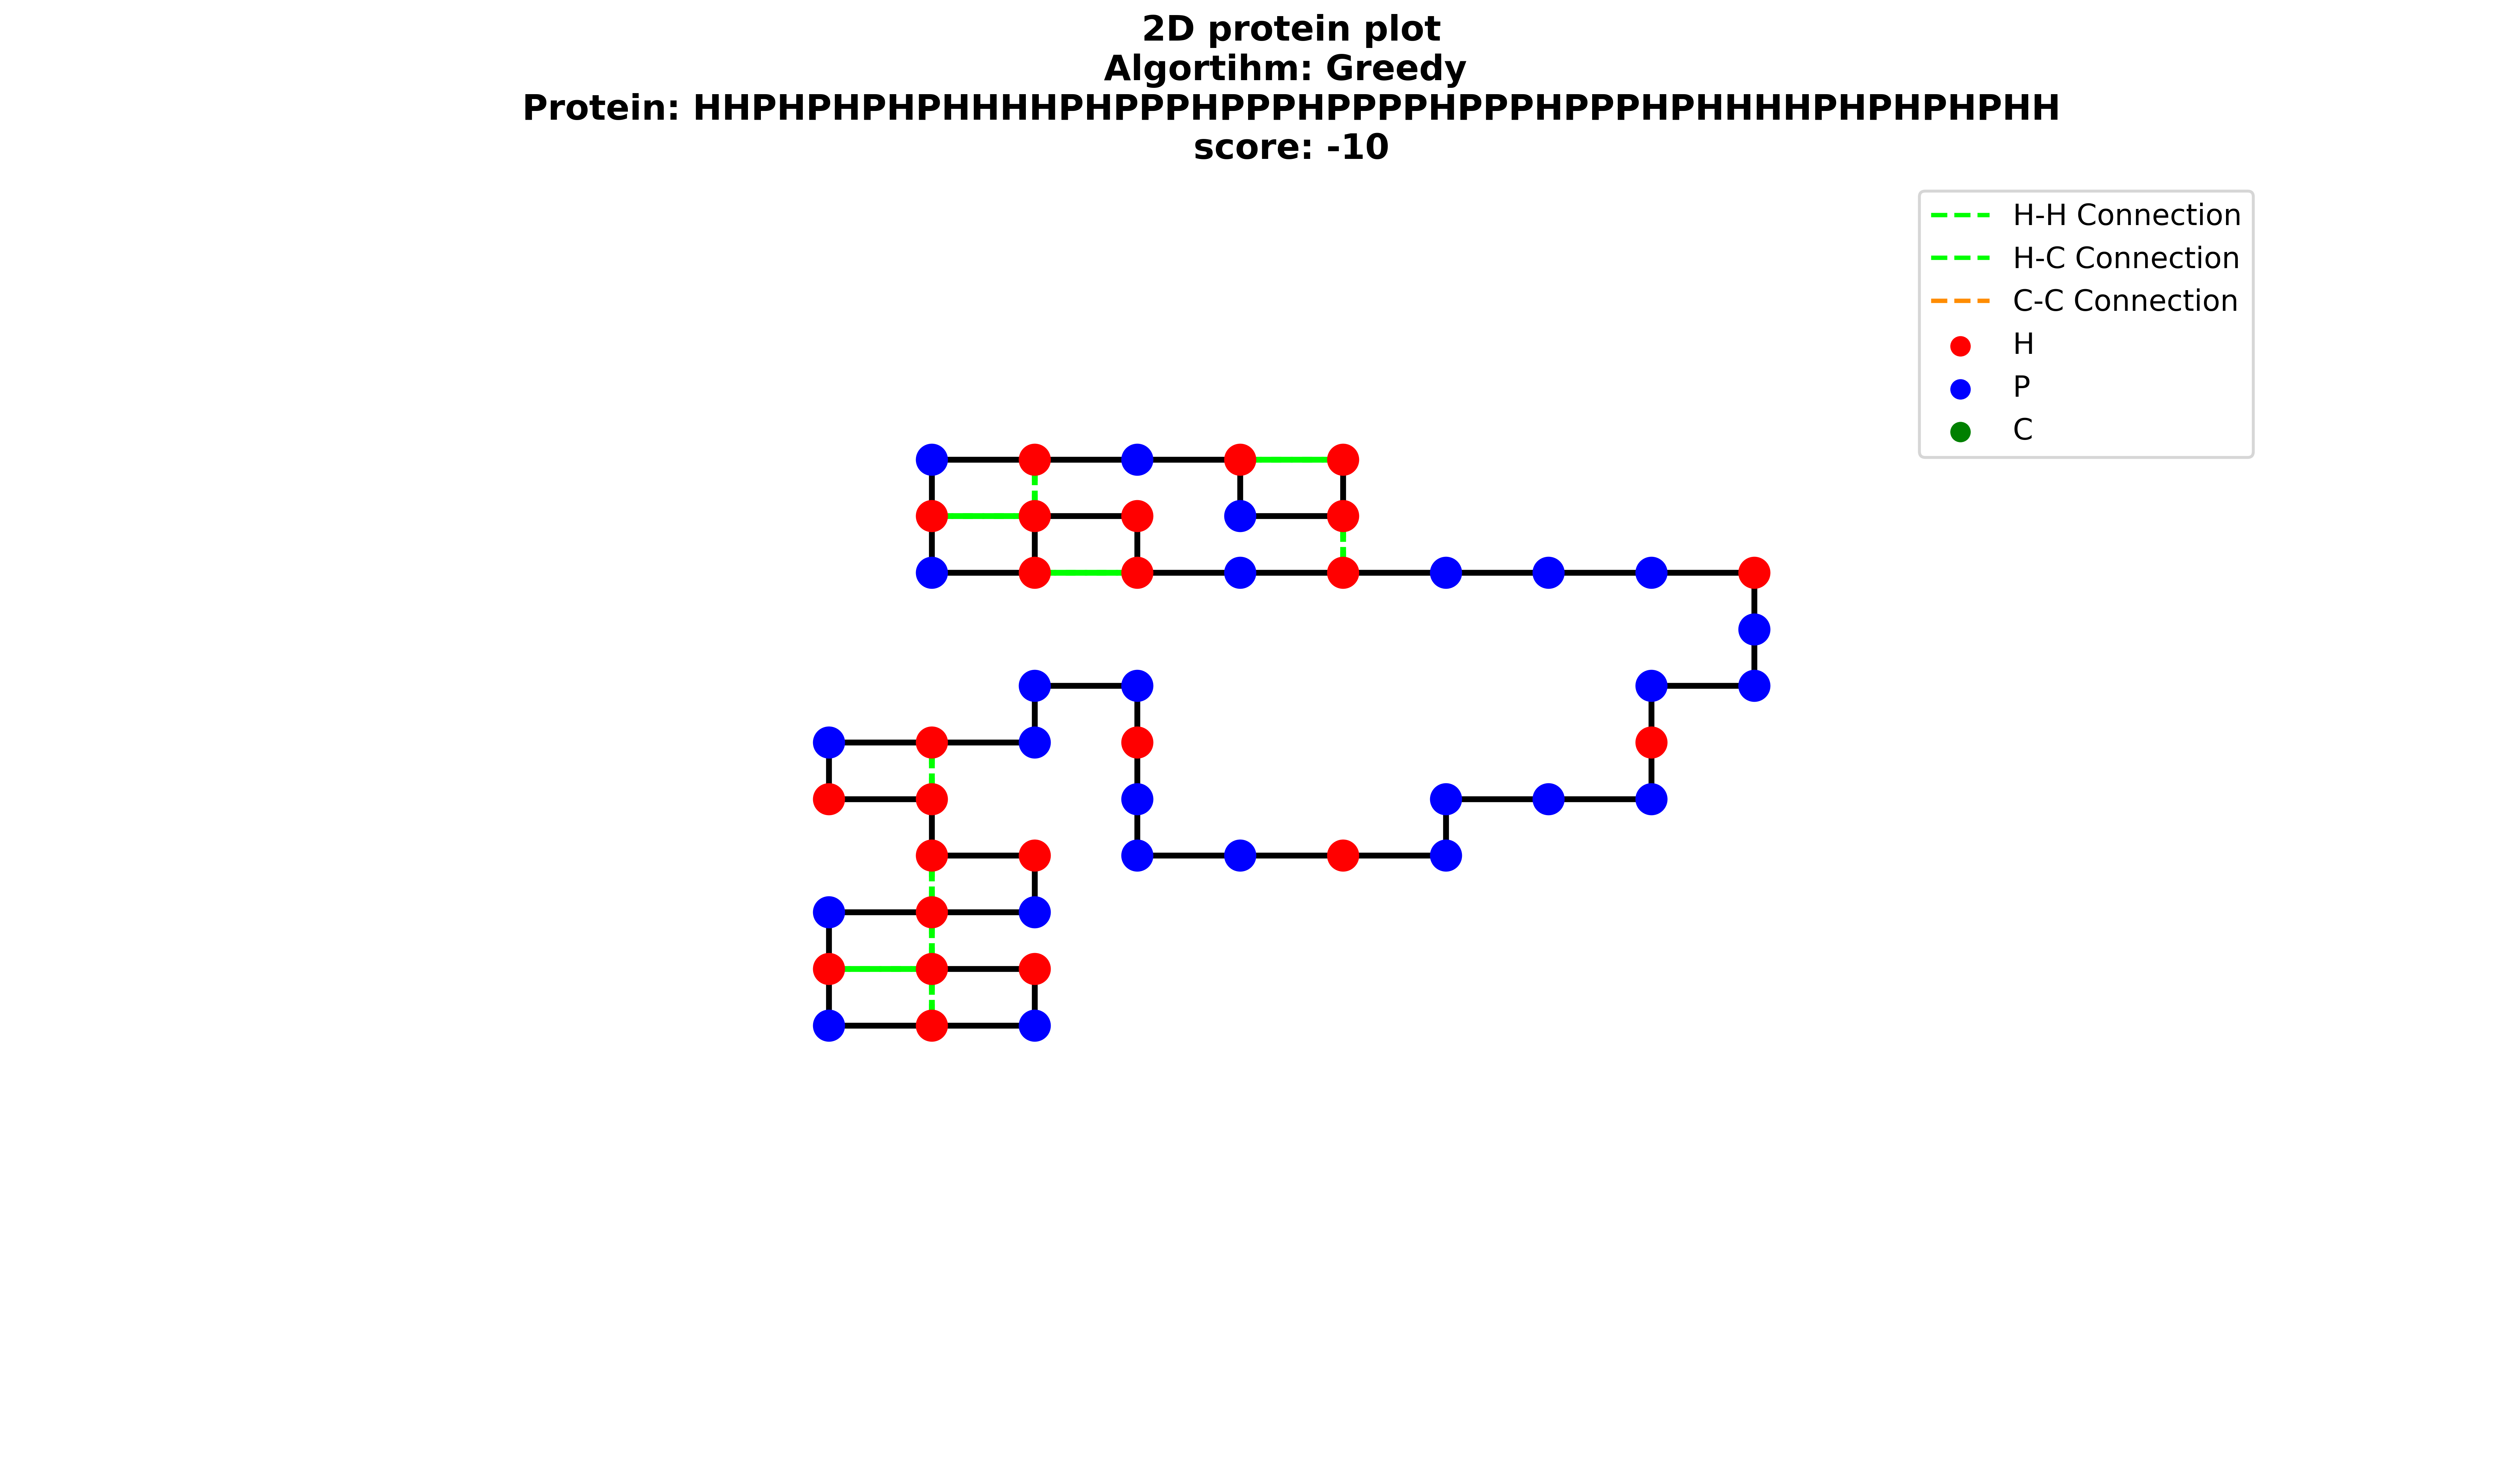 2D protein plot
Algortihm: Greedy
Protein: HHPHPHPHPHHHHPHPPPHPPPHPPPPHPPPHPPPHPHHHHPHPHPHPHH
score: -10
H-H Connection
H-C Connection
C-C Connection
H
P
C